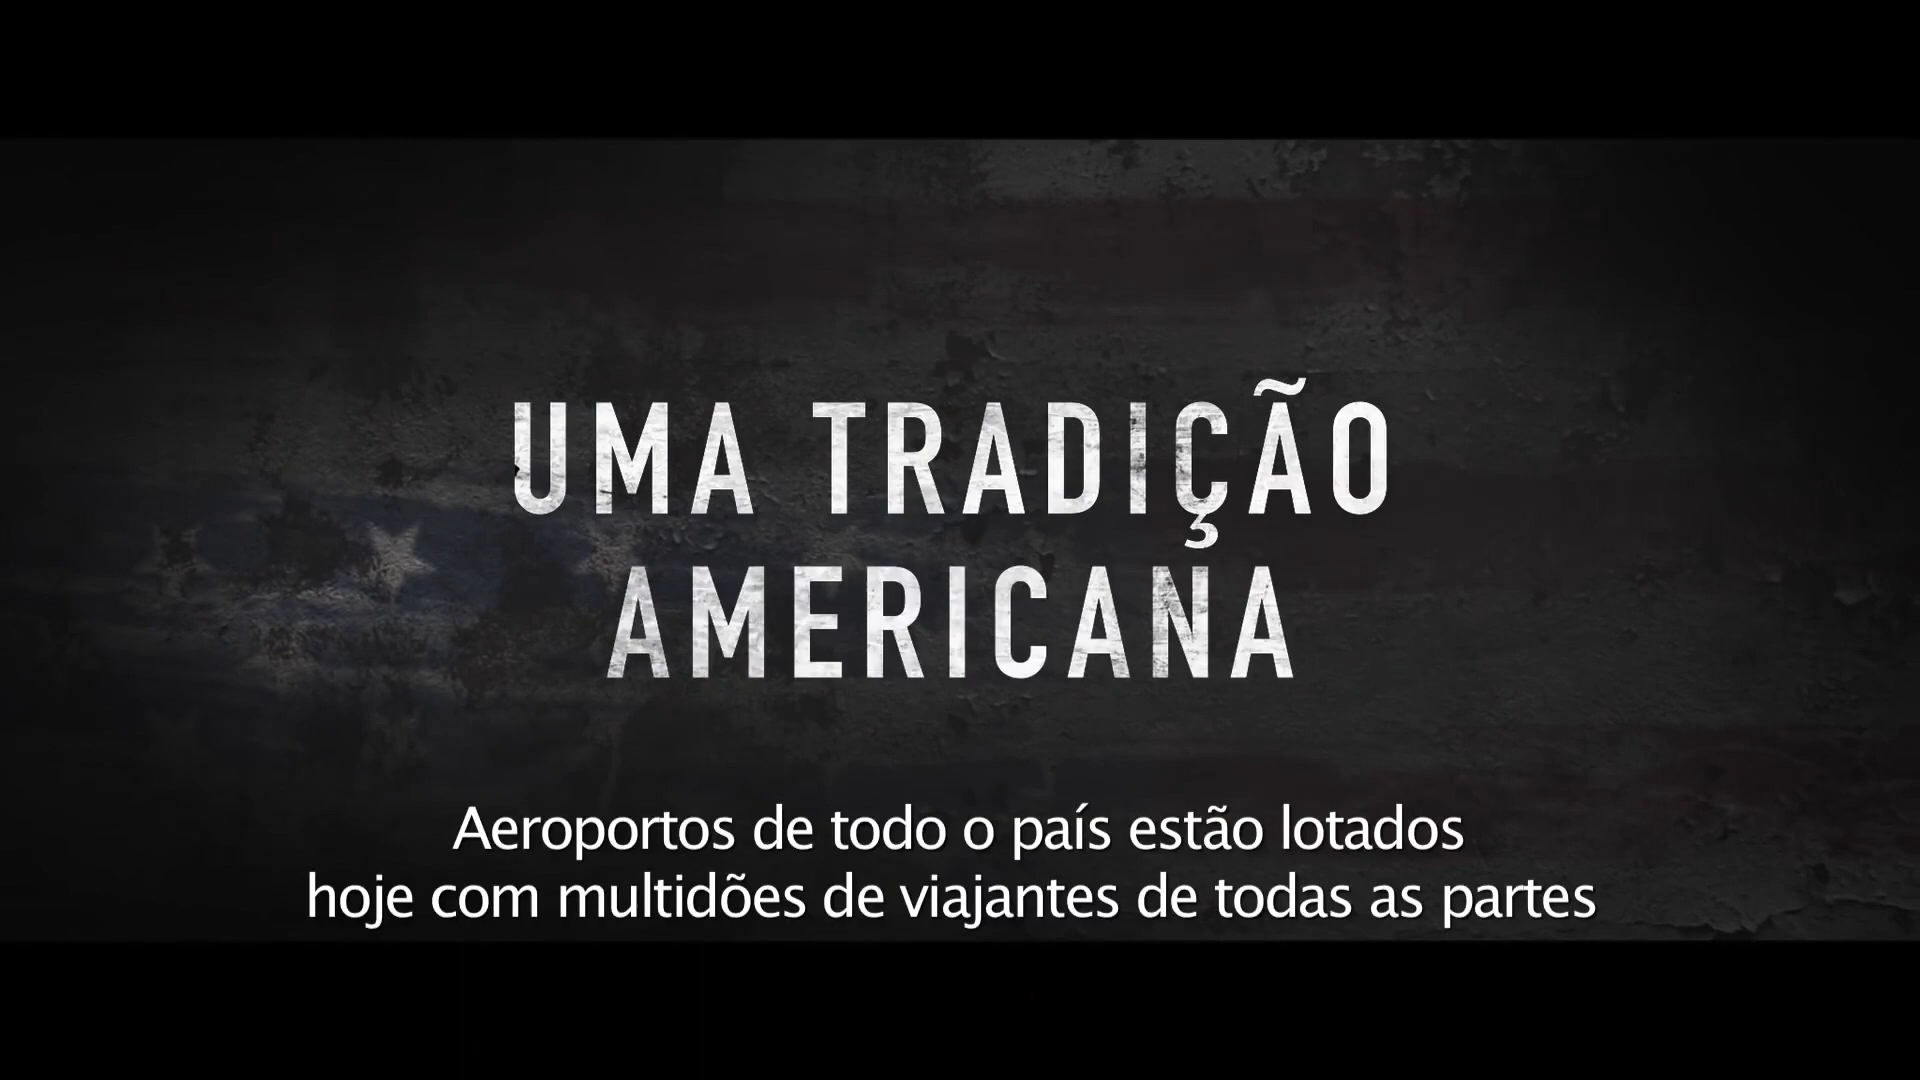 UMA TRADIÇÃO
AMERICANA
Aeroportos de todo o país estão lotados
hoje com multidões de viajantes de todas as partes